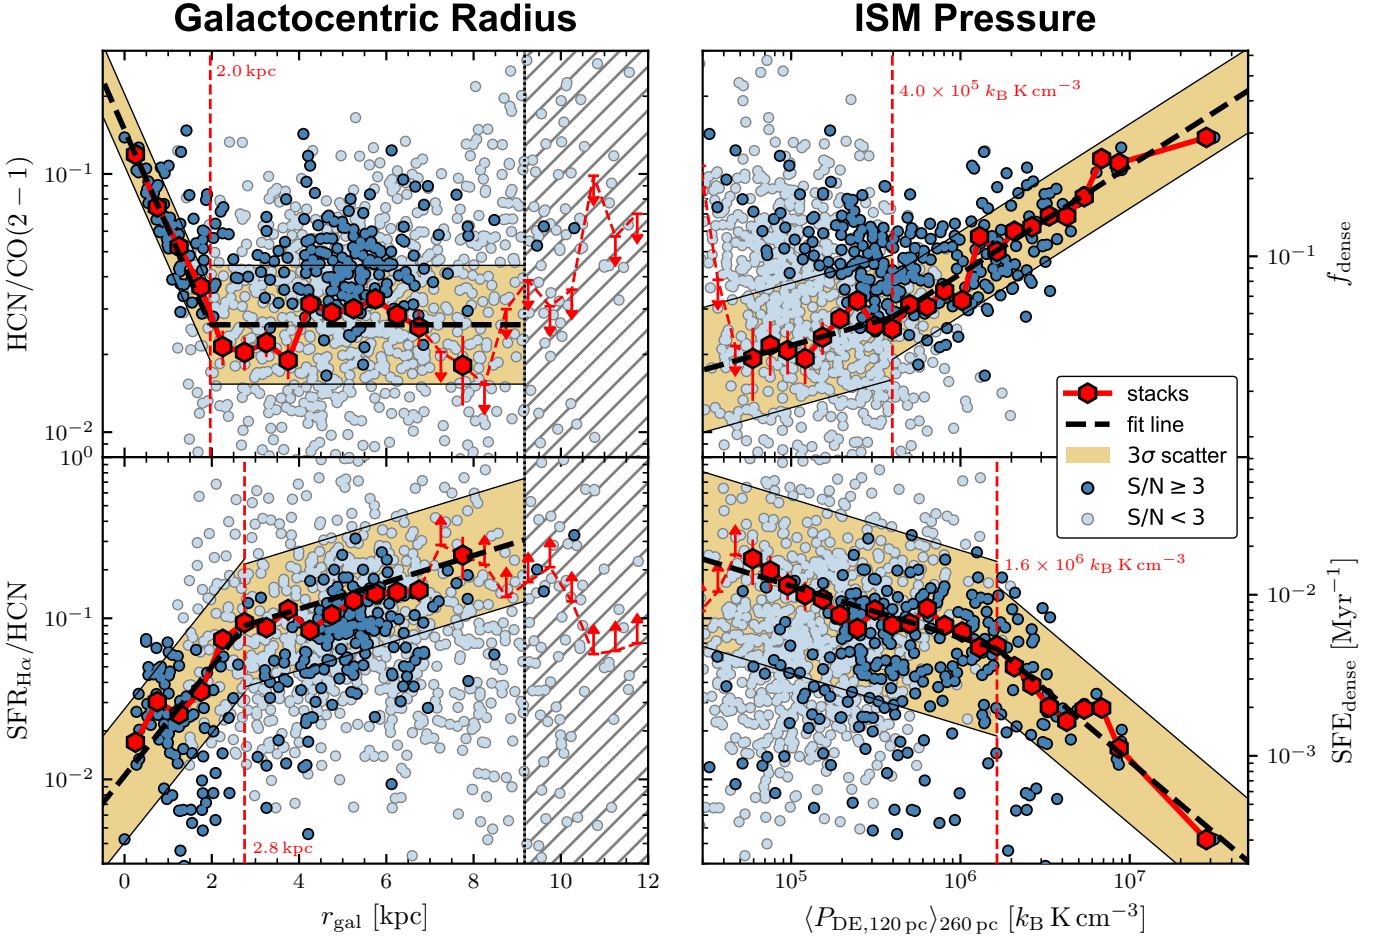 Galactocentric Radius
ISM Pressure
2.0 kpc
4.0 × 10⁵ k_B K cm⁻³
HCN/CO(2 − 1)
10⁻¹
10⁻²
10⁻¹
f_dense
stacks
fit line
3σ scatter
S/N ≥ 3
S/N < 3
10⁰
10⁻¹
10⁻²
SFR_Hα/HCN
2.8 kpc
1.6 × 10⁶ k_B K cm⁻³
10⁻²
10⁻³
SFE_dense [Myr⁻¹]
0 2 4 6 8 10 12
10⁵ 10⁶ 10⁷
r_gal [kpc]
⟨P_DE,120 pc⟩_260 pc [k_B K cm⁻³]